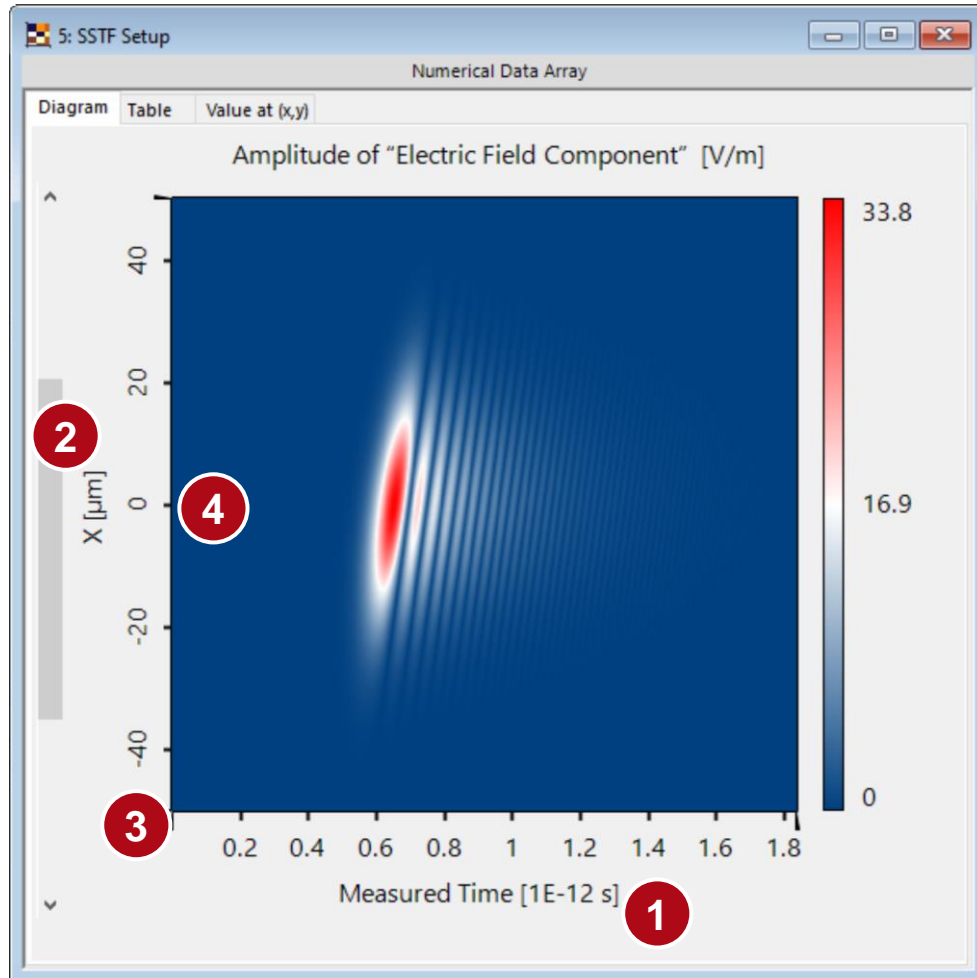 5: SSTF Setup
Numerical Data Array
Diagram Table Value at (x,y)
Amplitude of “Electric Field Component” [V/m]
33.8
16.9
0
X [µm]
40
20
0
-20
-40
0.2 0.4 0.6 0.8 1 1.2 1.4 1.6 1.8
Measured Time [1E-12 s]
2
4
3
1